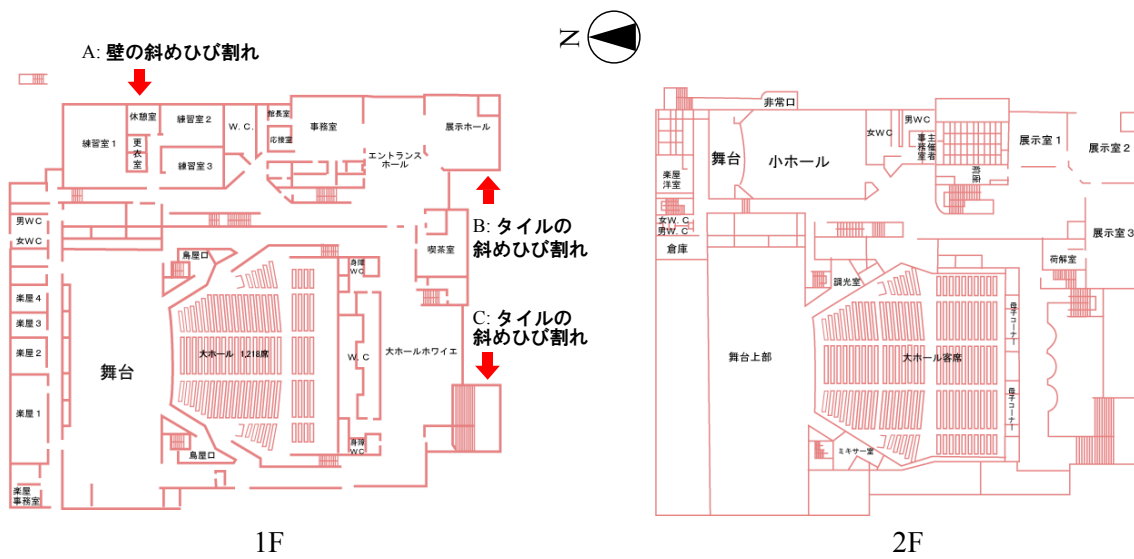 N
A: 壁の斜めひび割れ
休憩室
練習室2
W.C.
館長室
事務室
展示ホール
練習室1
更衣室
応接室
練習室3
エントランス
ホール
B: タイルの
斜めひび割れ
男WC
女WC
鳥屋口
身障
WC
喫茶室
楽屋4
楽屋3
楽屋2
C: タイルの
斜めひび割れ
舞台
大ホール 1,218席
W.C
大ホールホワイエ
楽屋1
鳥屋口
身障
WC
楽屋
事務室
1F
非常口
女WC
男WC
主催者
事務室
展示室1
展示室2
楽屋
洋室
舞台
小ホール
女W.C
男W.C
倉庫
展示室3
荷解室
調光室
母子コーナー
舞台上部
大ホール客席
母子コーナー
ミキサー室
2F